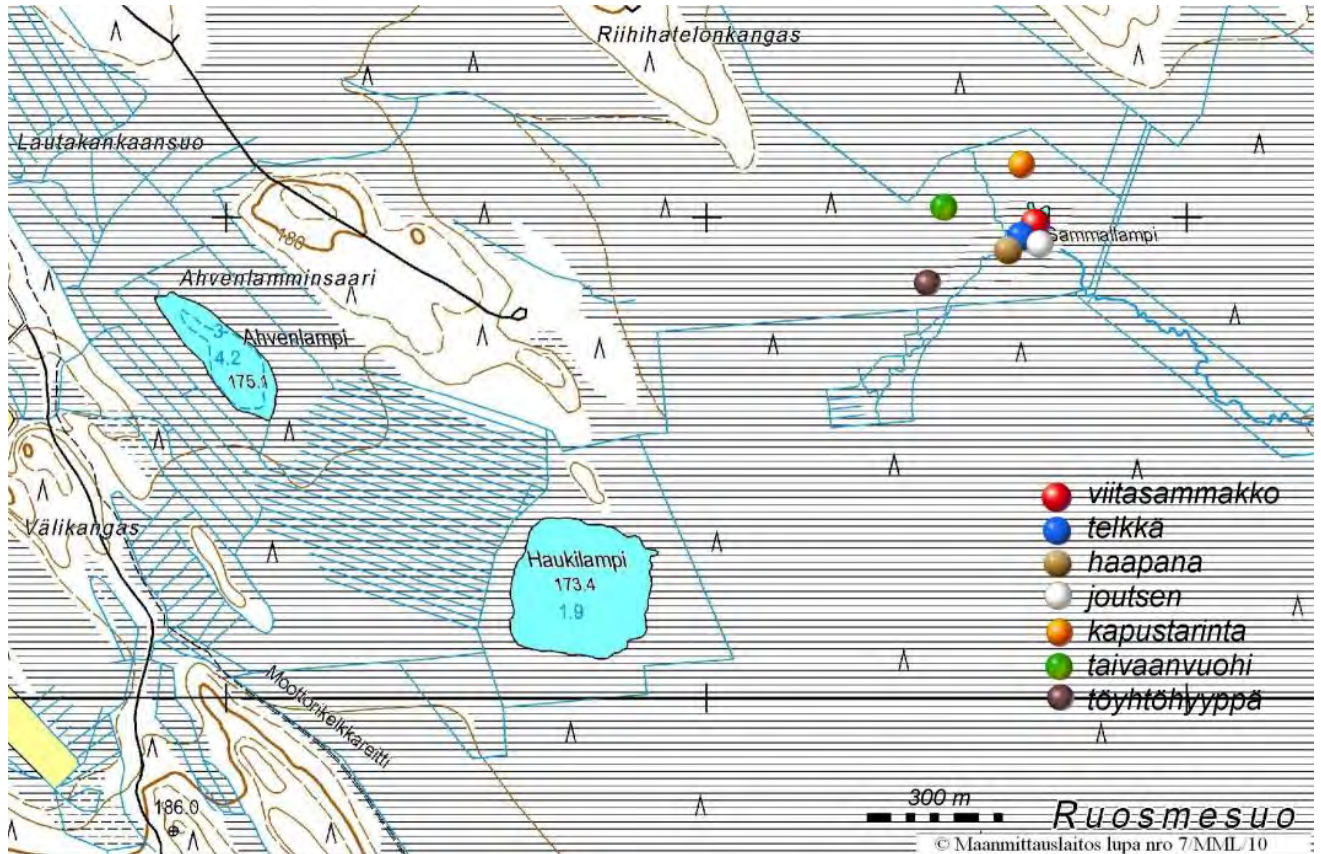 Riihihatelonkangas
Lautakankaansuo
Sammallampi
180
Ahvenlamminsaari
3
Ahvenlampi
4.2
175.1
viitasammakko
telkkä
Välikangas
haapana
Haukilampi
173.4
joutsen
1.9
kapustarinta
taivaanvuohi
Moottorikelkkareitti
töyhtöhyyppä
186.0
300 m
Ruosmesuo
© Maanmittauslaitos lupa nro 7/MML/10